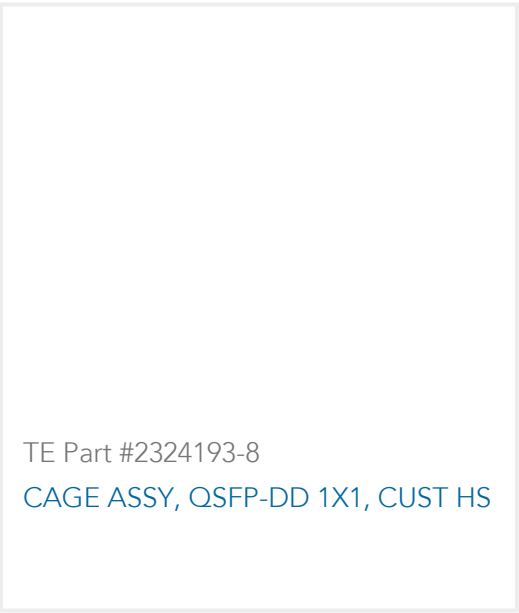 TE Part #2324193-8
CAGE ASSY, QSFP-DD 1X1, CUST HS